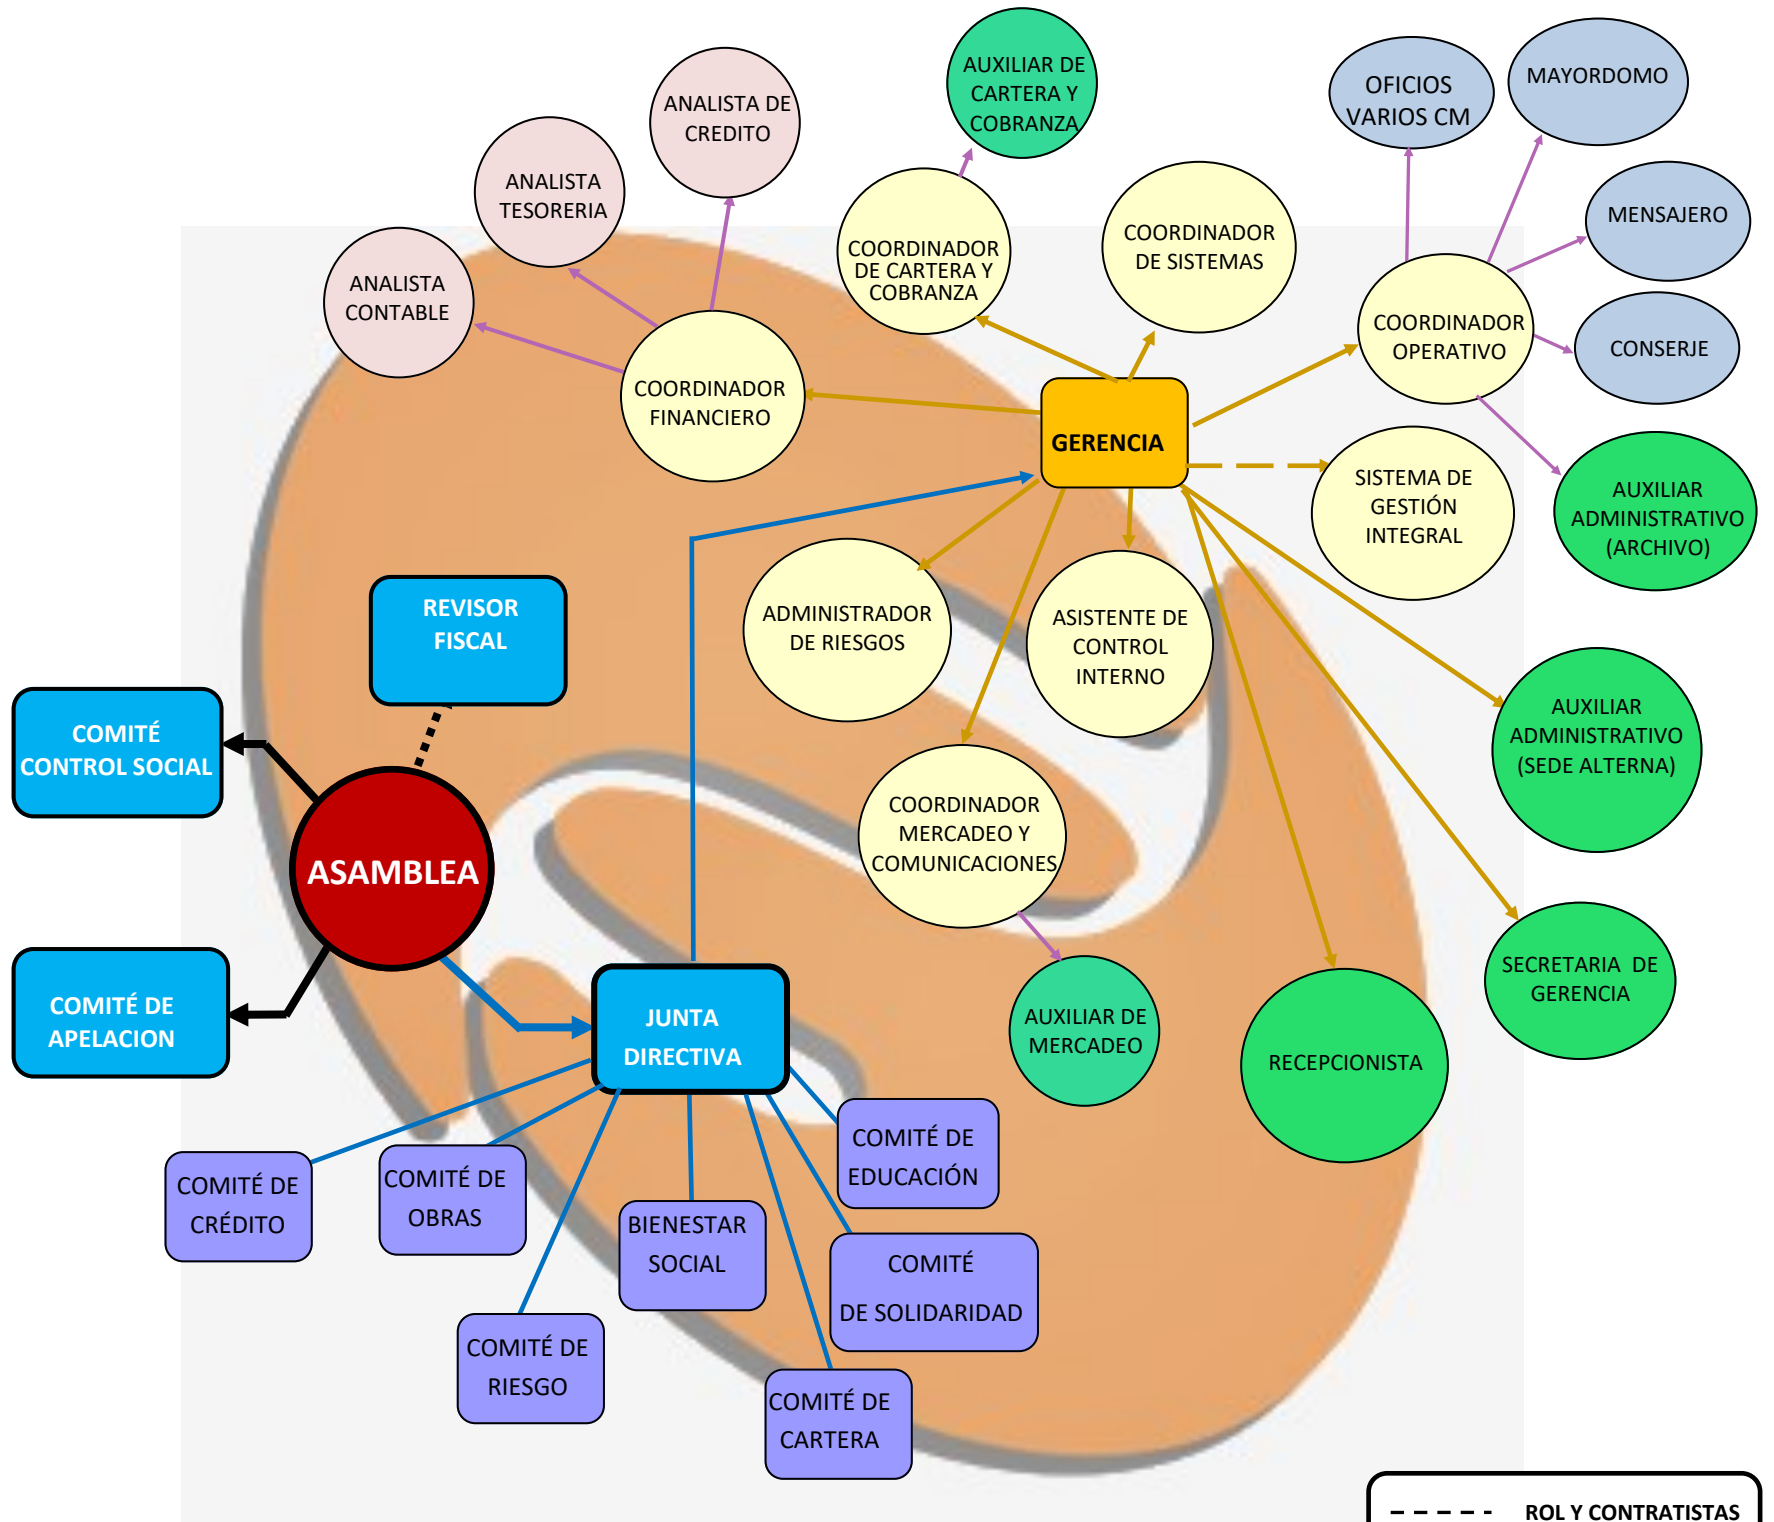 AUXILIAR DE
CARTERA Y
COBRANZA
OFICIOS
VARIOS CM
MAYORDOMO
ANALISTA DE
CREDITO
ANALISTA
TESORERIA
MENSAJERO
COORDINADOR
DE CARTERA Y
COBRANZA
COORDINADOR
DE SISTEMAS
ANALISTA
CONTABLE
COORDINADOR
OPERATIVO
CONSERJE
COORDINADOR
FINANCIERO
GERENCIA
SISTEMA DE
GESTIÓN
INTEGRAL
AUXILIAR
ADMINISTRATIVO
(ARCHIVO)
REVISOR
FISCAL
ADMINISTRADOR
DE RIESGOS
ASISTENTE DE
CONTROL
INTERNO
COMITÉ
CONTROL SOCIAL
AUXILIAR
ADMINISTRATIVO
(SEDE ALTERNA)
COORDINADOR
MERCADEO Y
COMUNICACIONES
ASAMBLEA
SECRETARIA DE
GERENCIA
COMITÉ DE
APELACION
JUNTA
DIRECTIVA
AUXILIAR DE
MERCADEO
RECEPCIONISTA
COMITÉ DE
EDUCACIÓN
COMITÉ DE
CRÉDITO
COMITÉ DE
OBRAS
BIENESTAR
SOCIAL
COMITÉ
DE SOLIDARIDAD
COMITÉ DE
RIESGO
COMITÉ DE
CARTERA
ROL Y CONTRATISTAS